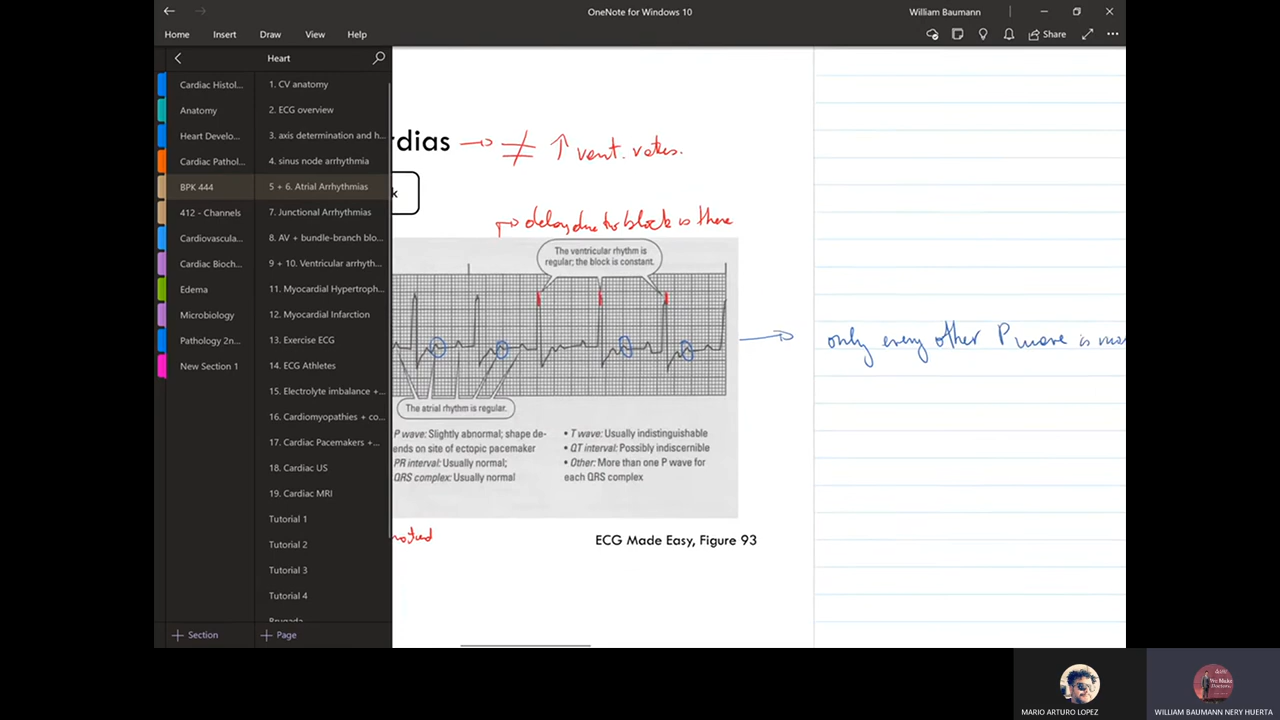 OneNote for Windows 10
William Baumann
Home
Insert
Draw
View
Help
Share
Heart
Cardiac Histol...
Anatomy
Heart Develo...
Cardiac Pathol...
BPK 444
412 - Channels
Cardiovascula...
Cardiac Bioch...
Edema
Microbiology
Pathology 2n...
New Section 1
Section
1. CV anatomy
2. ECG overview
3. axis determination and h...
4. sinus node arrhythmia
5 + 6. Atrial Arrhythmias
7. Junctional Arrhythmias
8. AV + bundle-branch blo...
9 + 10. Ventricular arrhyth...
11. Myocardial Hypertroph...
12. Myocardial Infarction
13. Exercise ECG
14. ECG Athletes
15. Electrolyte imbalance +...
16. Cardiomyopathies + co...
17. Cardiac Pacemakers +...
18. Cardiac US
19. Cardiac MRI
Tutorial 1
Tutorial 2
Tutorial 3
Tutorial 4
Brugada
Page
dias → ≠ ↑ vent. rates.
k
→ delay due to block is there
The ventricular rhythm is
regular; the block is constant.
→ only every other P wave is
The atrial rhythm is regular.
P wave: Slightly abnormal; shape de-
ends on site of ectopic pacemaker
PR interval: Usually normal;
QRS complex: Usually normal
• T wave: Usually indistinguishable
• QT interval: Possibly indiscernible
• Other: More than one P wave for
each QRS complex
ECG Made Easy, Figure 93
MARIO ARTURO LOPEZ
WILLIAM BAUMANN NERY HUERTA